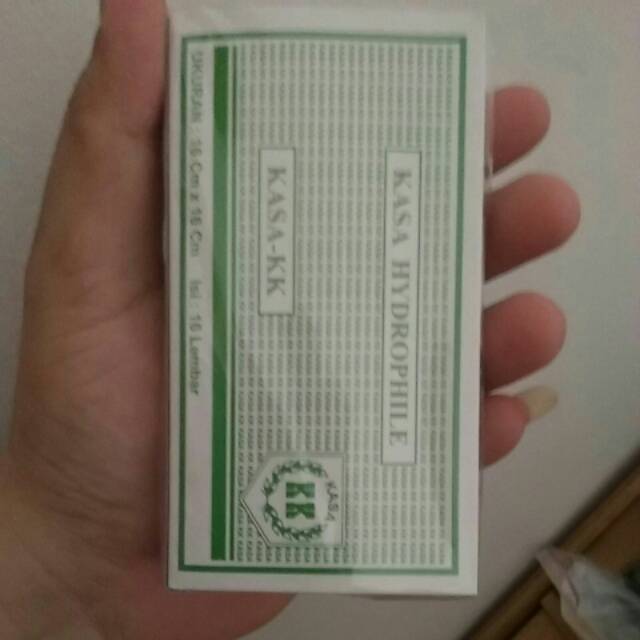 KASA HYDROPHILE
KASA-KK
KASA
KK
UKURAN : 16 Cm x 16 Cm Isi : 16 Lembar